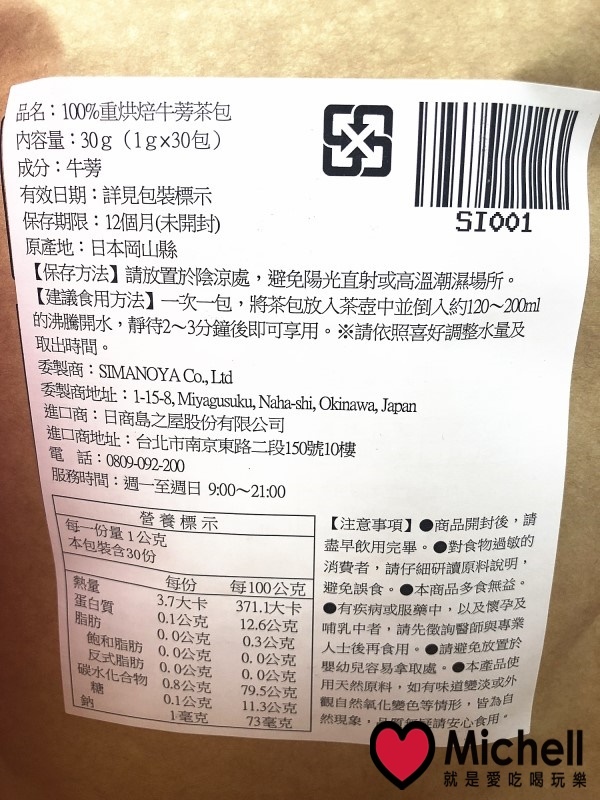 品名：100%重烘焙牛蒡茶包
內容量：30g（1g×30包）
成分：牛蒡
有效日期：詳見包裝標示
保存期限：12個月(未開封)
原產地：日本岡山縣
SI001
【保存方法】請放置於陰涼處，避免陽光直射或高溫潮濕場所。
【建議食用方法】一次一包，將茶包放入茶壺中並倒入約120～200ml
的沸騰開水，靜待2～3分鐘後即可享用。※請依照喜好調整水量及
取出時間。
委製商：SIMANOYA Co., Ltd
委製商地址：1-15-8, Miyagusuku, Naha-shi, Okinawa, Japan
進口商：日商島之屋股份有限公司
進口商地址：台北市南京東路二段150號10樓
電　話：0809-092-200
服務時間：週一至週日 9:00～21:00
營養標示
每一份量 1公克
本包裝含30份
每份 每100公克
熱量 3.7大卡 371.1大卡
蛋白質 0.1公克 12.6公克
脂肪 0.0公克 0.3公克
飽和脂肪 0.0公克 0.0公克
反式脂肪 0.0公克 0.0公克
碳水化合物 0.8公克 79.5公克
糖 0.1公克 11.3公克
鈉 1毫克 73毫克
【注意事項】●商品開封後，請
盡早飲用完畢。●對食物過敏的
消費者，請仔細研讀原料說明，
避免誤食。●本商品多食無益。
●有疾病或服藥中，以及懷孕及
哺乳中者，請先徵詢醫師與專業
人士後再食用。●請避免放置於
嬰幼兒容易拿取處。●本產品使
用天然原料，如有味道變淡或外
觀自然氧化變色等情形，皆為自
然現象，品質無疑請安心食用。
Michell
就是愛吃喝玩樂